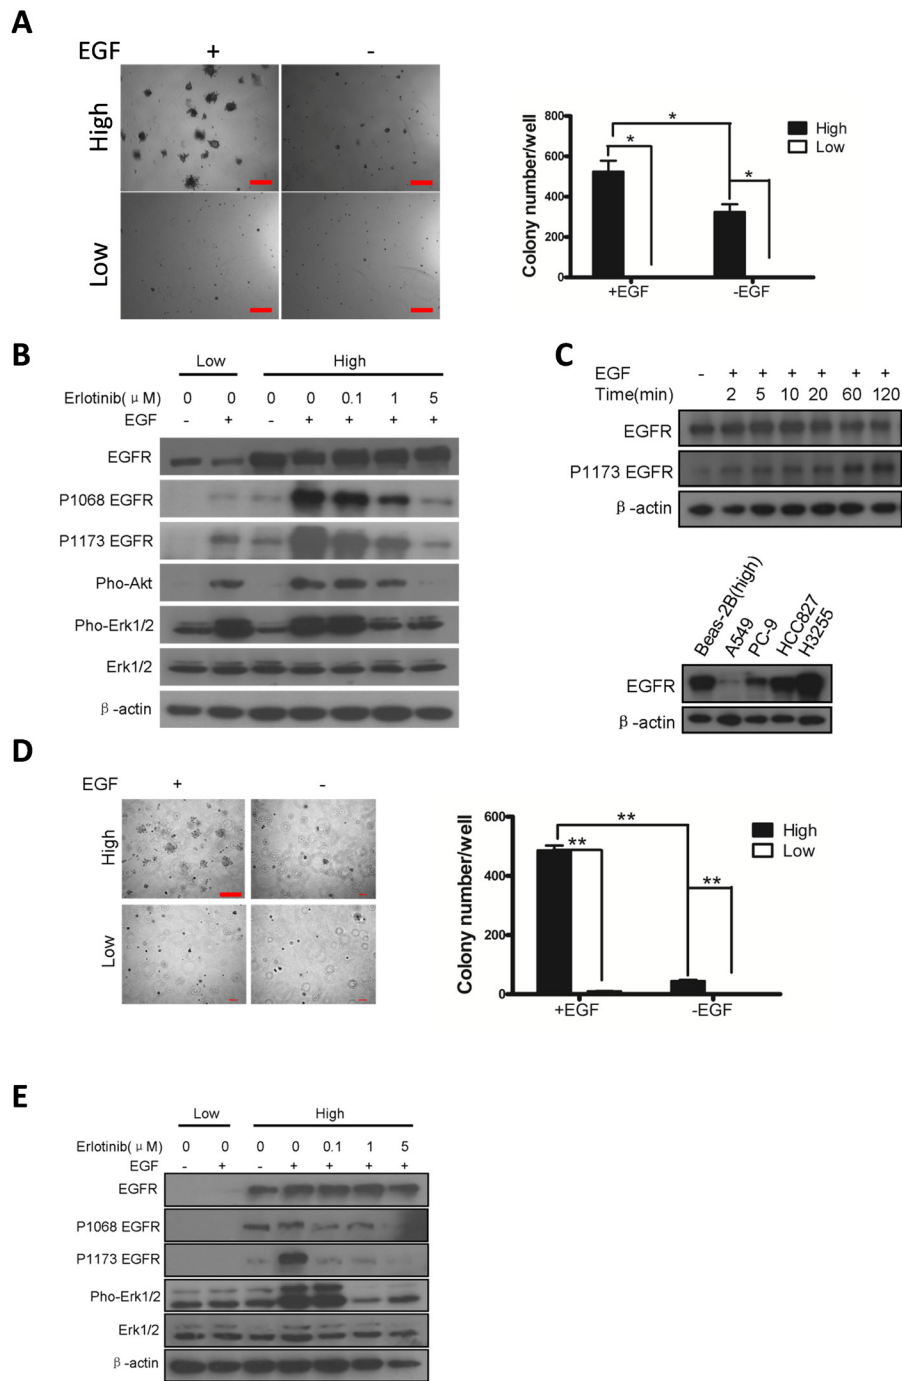 A
EGF + -
High
Low
Colony number/well
800
600
400
200
0
* * *
High
Low
+EGF -EGF
B
Low High
Erlotinib(μM) 0 0 0 0 0.1 1 5
EGF - + - + + + +
EGFR
P1068 EGFR
P1173 EGFR
Pho-Akt
Pho-Erk1/2
Erk1/2
β-actin
C
EGF - + + + + + +
Time(min) 2 5 10 20 60 120
EGFR
P1173 EGFR
β-actin
Beas-2B(high)
A549
PC-9
HCC827
H3255
EGFR
β-actin
D
EGF + -
High
Low
Colony number/well
600
400
200
0
** ** **
High
Low
+EGF -EGF
E
Low High
Erlotinib(μM) 0 0 0 0 0.1 1 5
EGF - + - + + + +
EGFR
P1068 EGFR
P1173 EGFR
Pho-Erk1/2
Erk1/2
β-actin